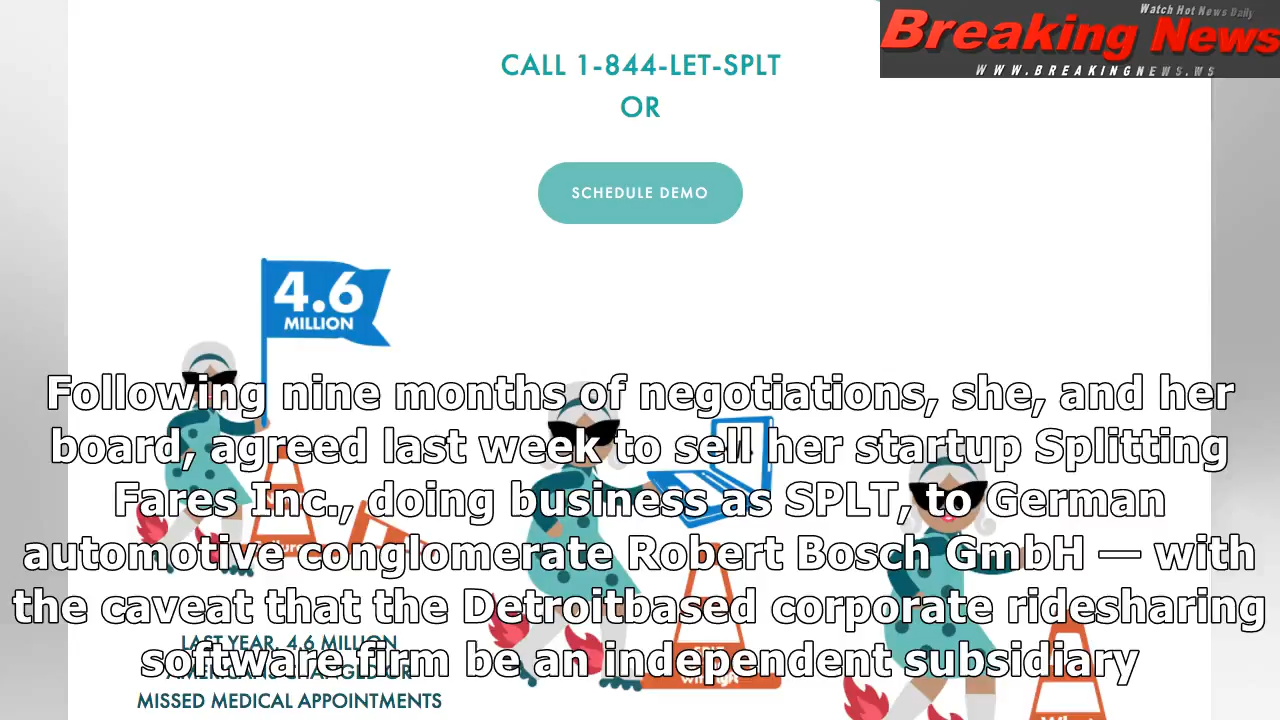 Watch Hot News Daily
Breaking News
WWW.BREAKINGNEWS.WS
CALL 1-844-LET-SPLT
OR
SCHEDULE DEMO
4.6
MILLION
Following nine months of negotiations, she, and her
board, agreed last week to sell her startup Splitting
Fares Inc., doing business as SPLT, to German
automotive conglomerate Robert Bosch GmbH — with
the caveat that the Detroitbased corporate ridesharing
software firm be an independent subsidiary
LAST YEAR, 4.6 MILLION
AMERICANS CHANGED OR
MISSED MEDICAL APPOINTMENTS